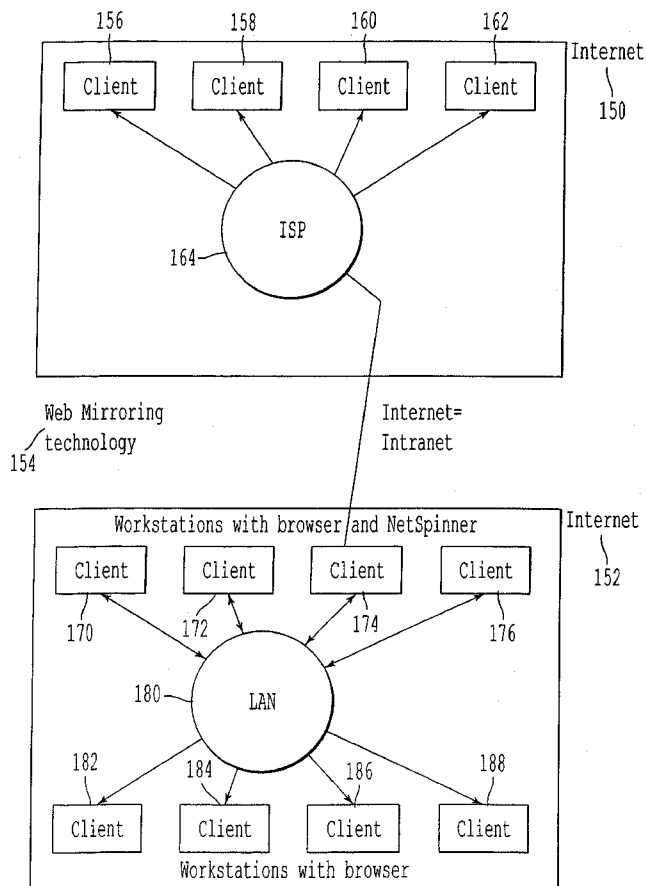 156 158 160 162
Client Client Client Client Internet
150
ISP
164
Web Mirroring
technology
154
Internet=
Intranet
Workstations with browser and NetSpinner Internet
152
Client Client Client Client
170 172 174 176
180 LAN
182 184 186 188
Client Client Client Client
Workstations with browser